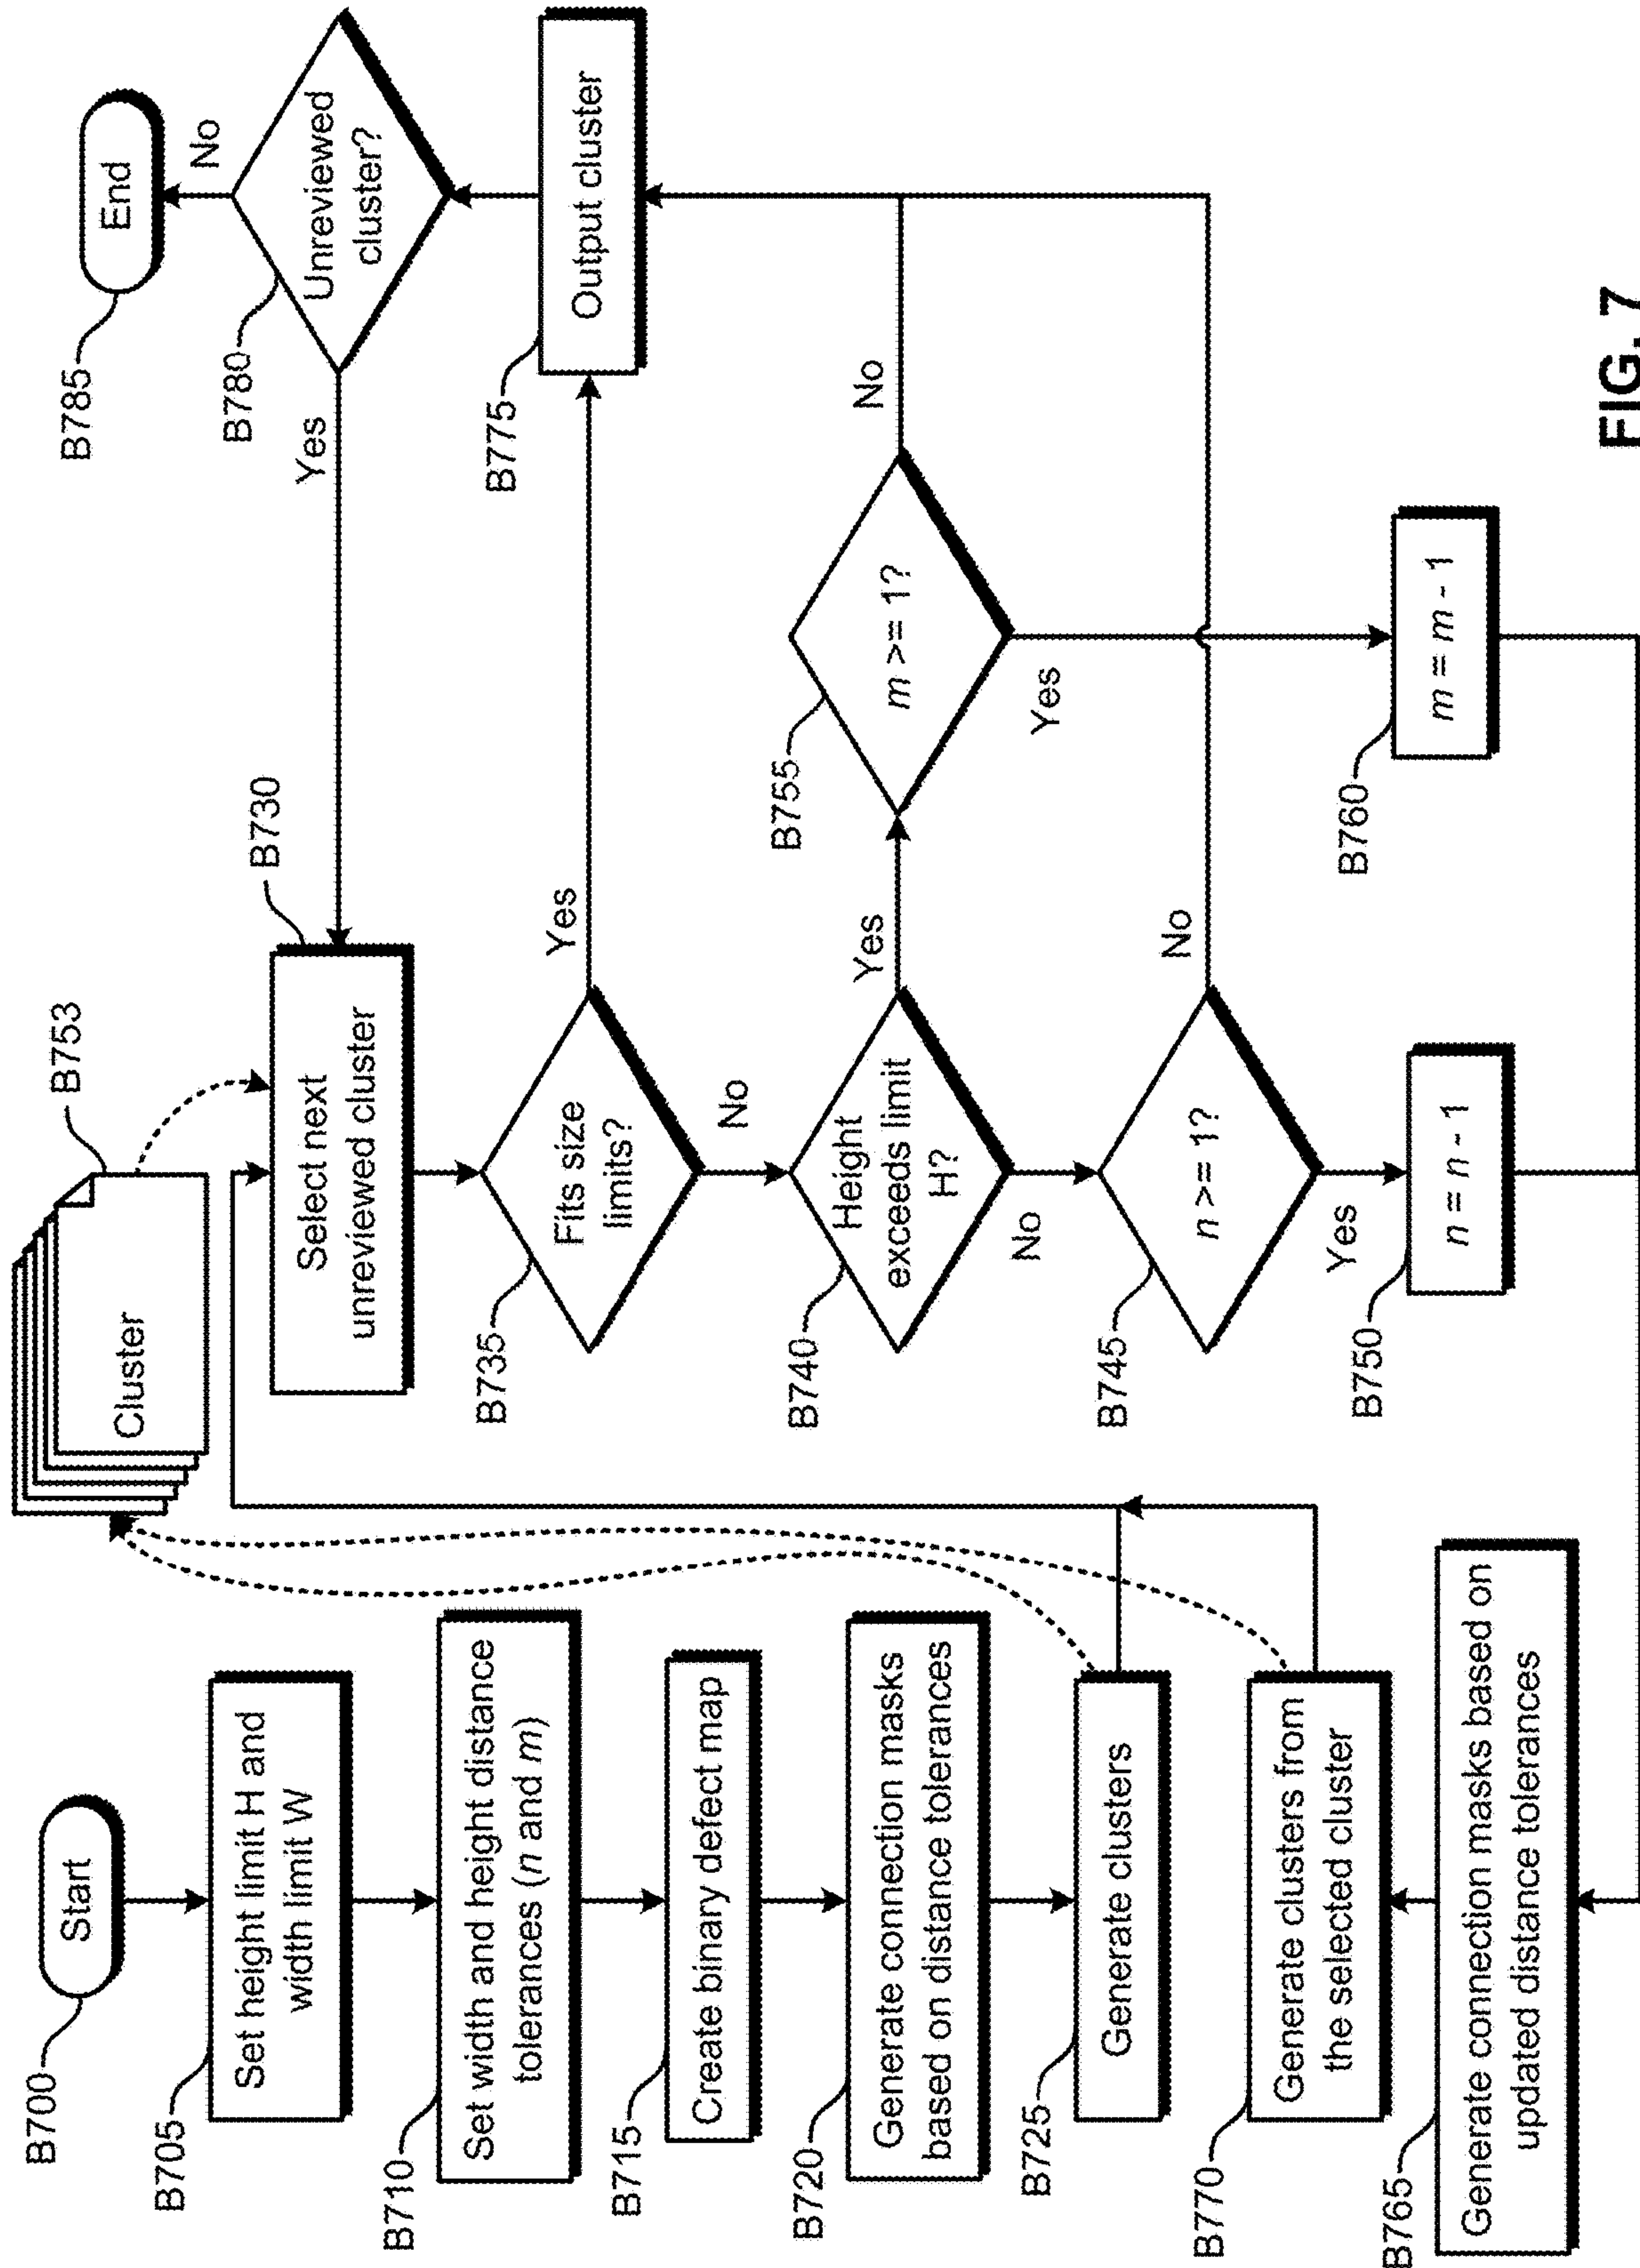 B700
Start
B705
Set height limit H and
width limit W
B710
Set width and height distance
tolerances (n and m)
B715
Create binary defect map
B720
Generate connection masks
based on distance tolerances
B725
Generate clusters
B770
Generate clusters from
the selected cluster
B765
Generate connection masks based on
updated distance tolerances
Cluster
B753
B730
Select next
unreviewed cluster
B735
Fits size
limits?
Yes
No
B740
Height
exceeds limit
H?
Yes
No
B745
n >= 1?
No
Yes
B750
n = n - 1
B755
m >= 1?
No
Yes
B760
m = m - 1
B775
Output cluster
B780
Unreviewed
cluster?
Yes
No
B785
End
FIG. 7